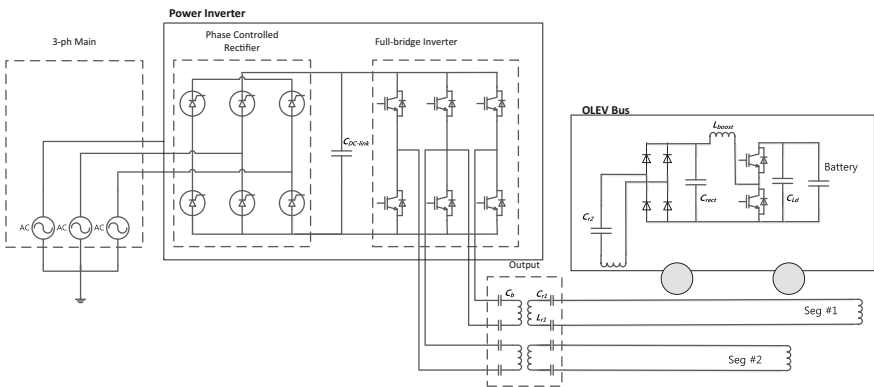 Power Inverter
3-ph Main
Phase Controlled
Rectifier
Full-bridge Inverter
C_DC-link
AC
AC
AC
OLEV Bus
L_boost
C_rect
C_Ld
Battery
C_r2
Output
C_b
C_r1
L_r1
Seg #1
Seg #2